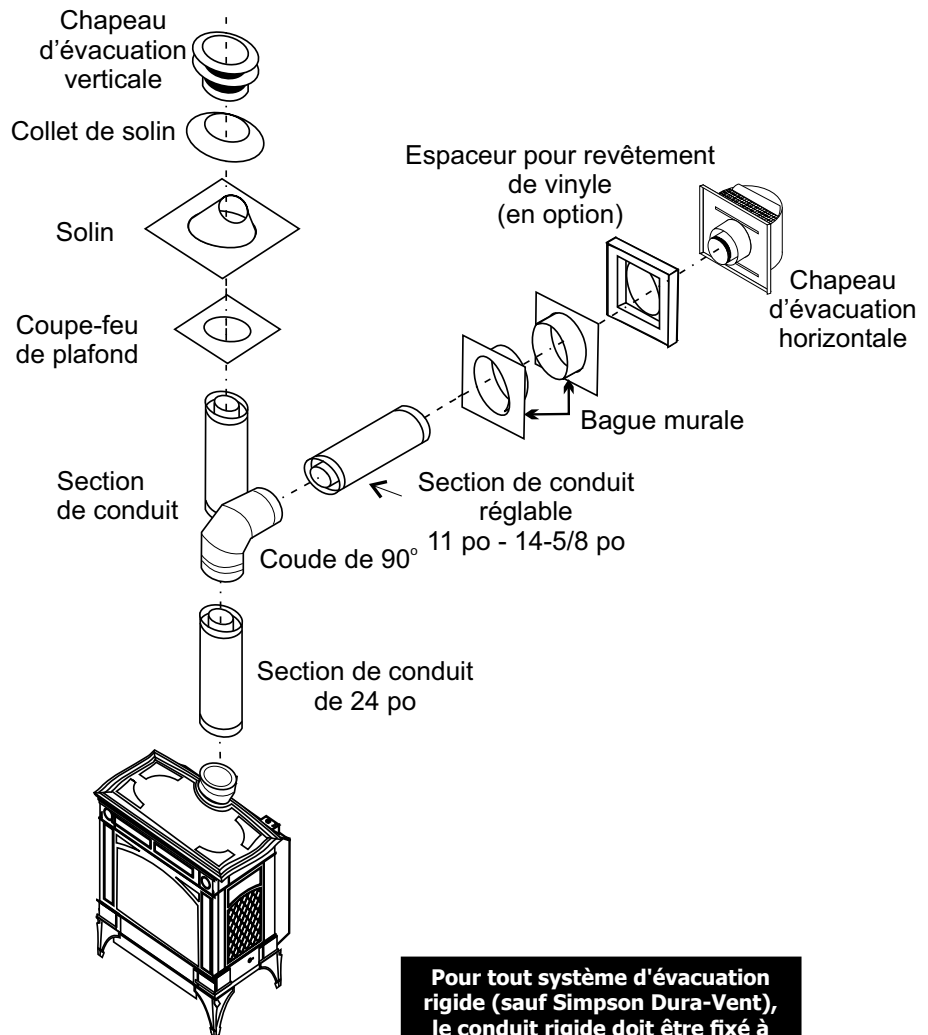 Chapeau
d’évacuation
verticale
Collet de solin
Solin
Coupe-feu
de plafond
Section
de conduit
Espaceur pour revêtement
de vinyle
(en option)
Chapeau
d’évacuation
horizontale
Bague murale
Section de conduit
réglable
11 po - 14-5/8 po
Coude de 90°
Section de conduit
de 24 po
Pour tout système d'évacuation
rigide (sauf Simpson Dura-Vent),
le conduit rigide doit être fixé à